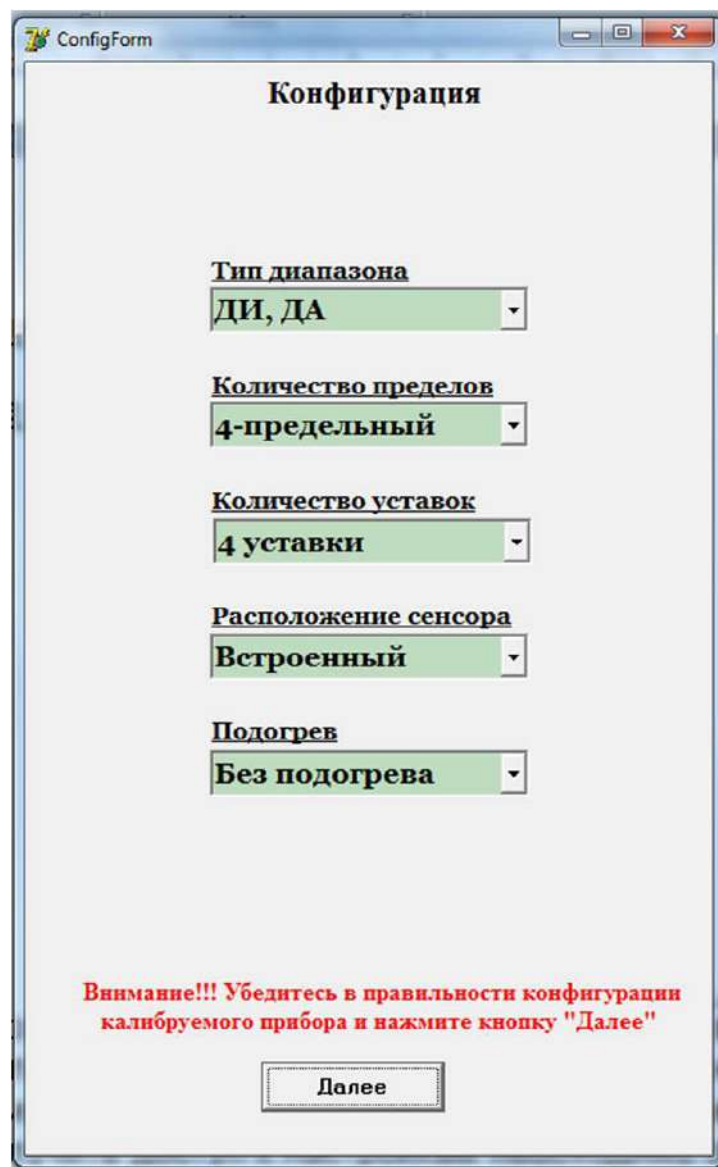 ConfigForm
Конфигурация
Тип диапазона
ДИ, ДА
Количество пределов
4-предельный
Количество уставок
4 уставки
Расположение сенсора
Встроенный
Подогрев
Без подогрева
Внимание!!! Убедитесь в правильности конфигурации
калибруемого прибора и нажмите кнопку "Далее"
Далее